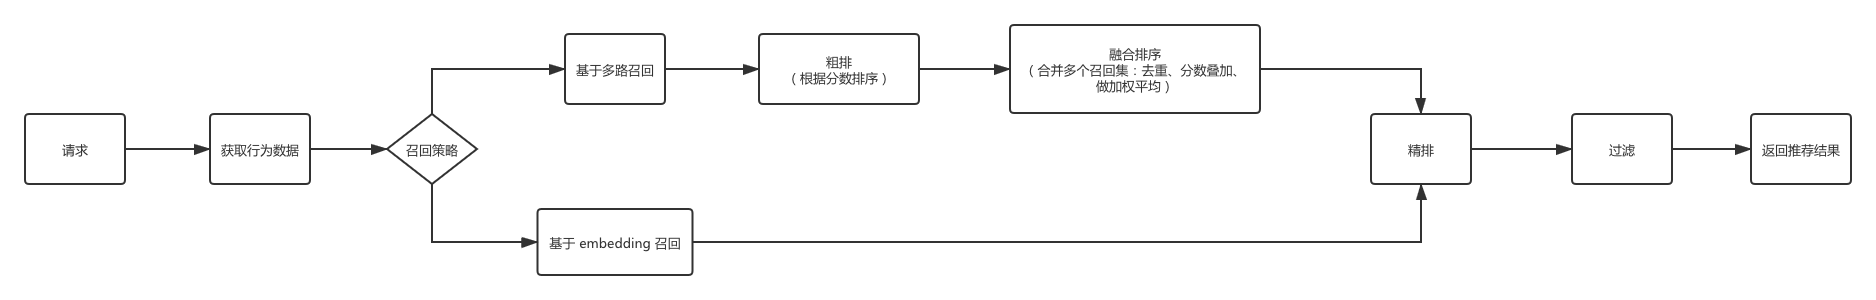 请求
获取行为数据
召回策略
基于多路召回
粗排
（根据分数排序）
融合排序
（合并多个召回集：去重、分数叠加、
做加权平均）
基于 embedding 召回
精排
过滤
返回推荐结果